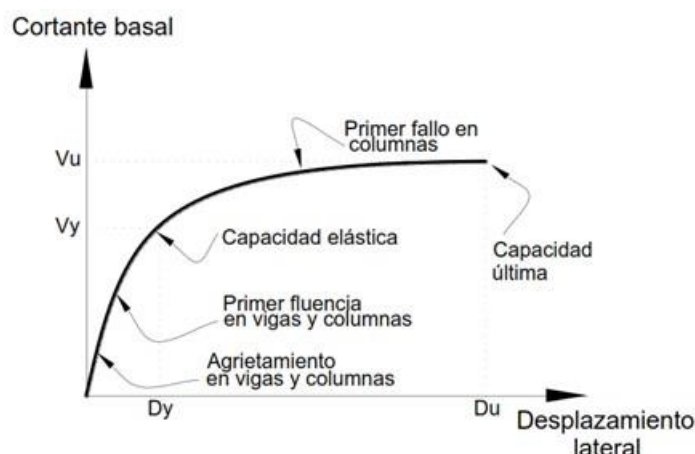 Cortante basal
Vu
Primer fallo en
columnas
Vy
Capacidad elástica
Capacidad
última
Primer fluencia
en vigas y columnas
Agrietamiento
en vigas y columnas
Dy
Du
Desplazamiento
lateral